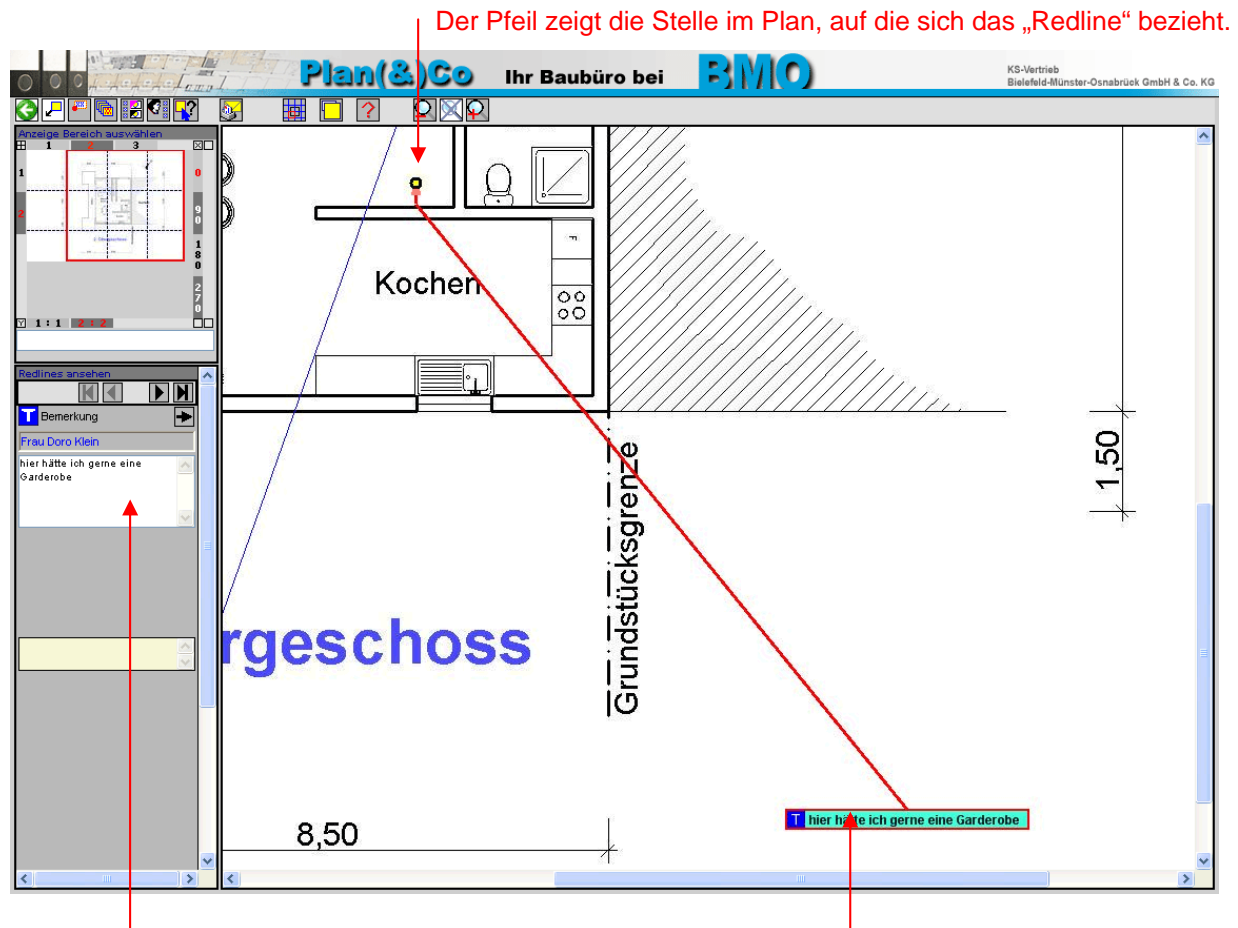 Der Pfeil zeigt die Stelle im Plan, auf die sich das „Redline“ bezieht.
Plan(&)Co Ihr Baubüro bei BMO
KS-Vertrieb
Bielefeld-Münster-Osnabrück GmbH & Co. KG
Anzeige Bereich auswählen
1 2 3
1
2
0
90
180
270
1:1 2:2
Redlines ansehen
T Bemerkung
Frau Doro Klein
hier hätte ich gerne eine
Garderobe
F
Kochen
Grundstücksgrenze
1,50
rgeschoss
8,50
T hier hätte ich gerne eine Garderobe